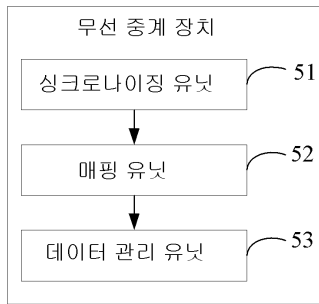 무선 중계 장치
싱크로나이징 유닛
51
매핑 유닛
52
데이터 관리 유닛
53